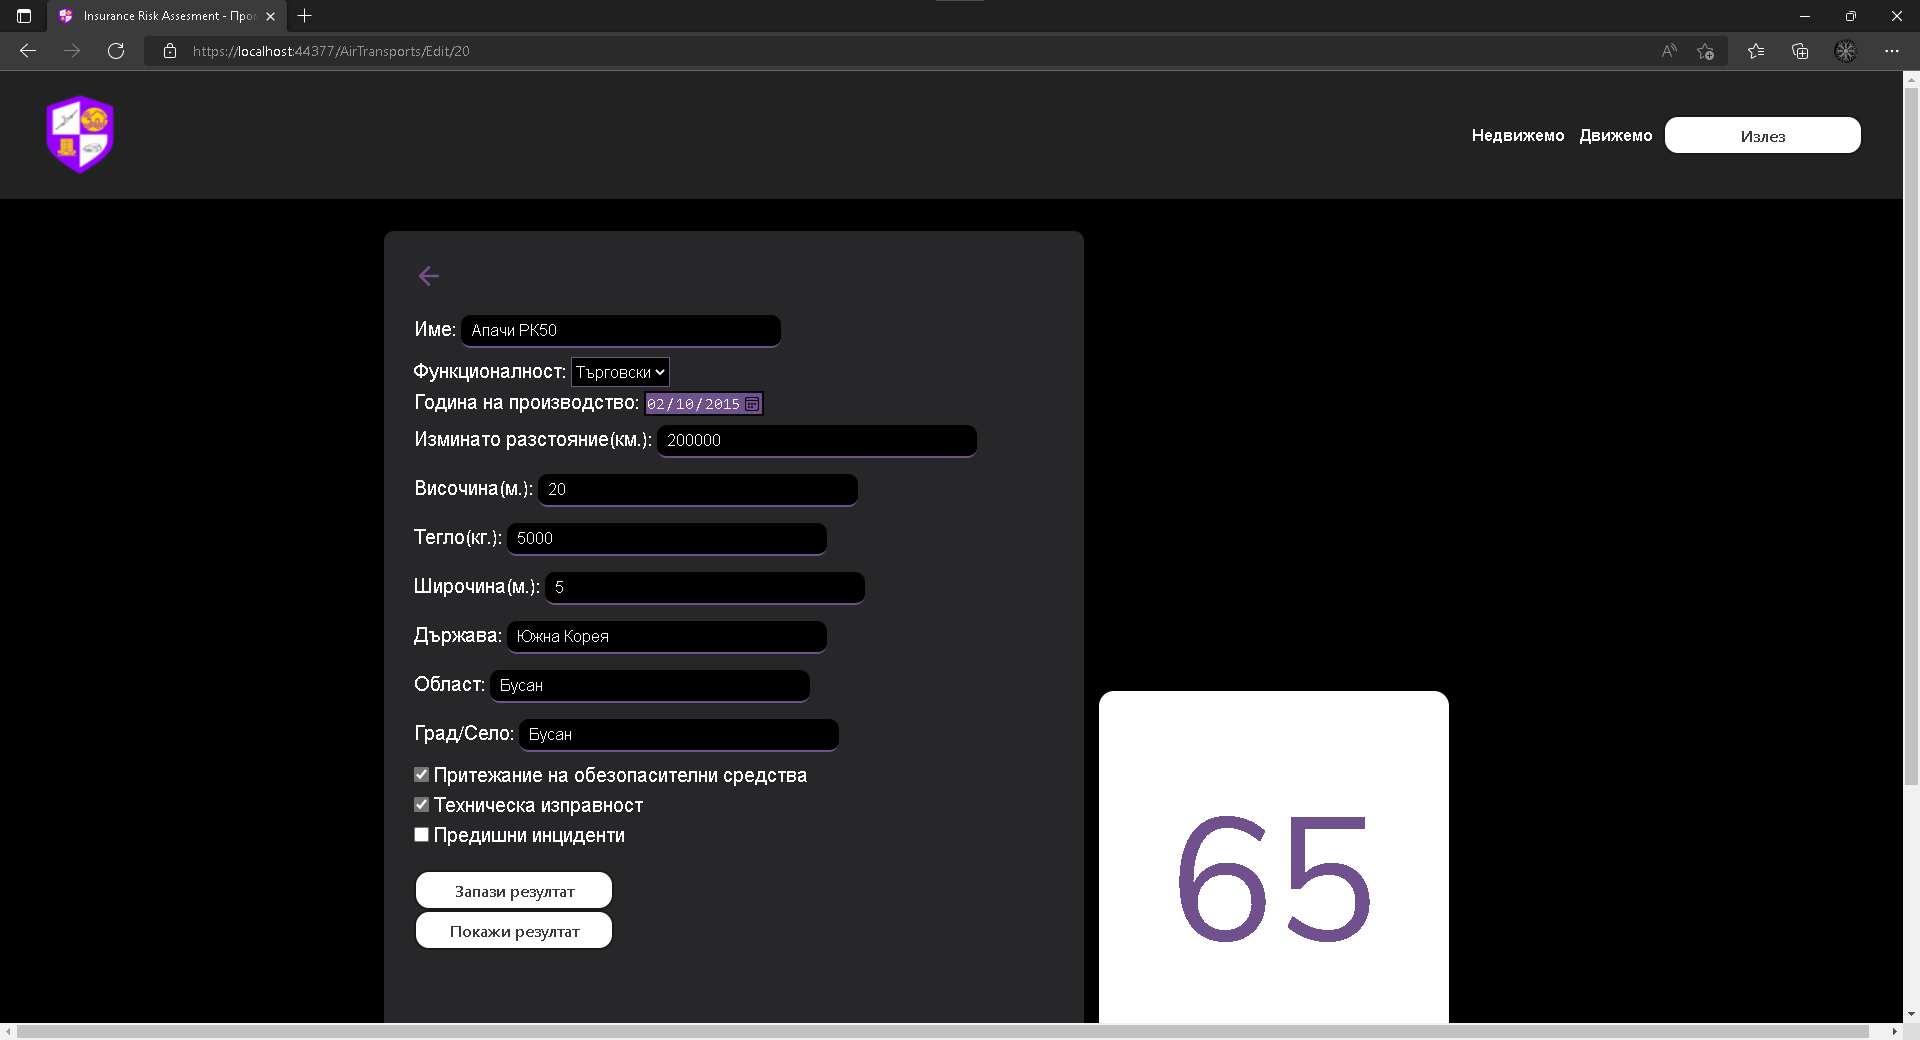 Insurance Risk Assesment - Про
https://localhost:44377/AirTransports/Edit/20
Недвижемо Движемо Излез
Име: Апачи РК50
Функционалност: Търговски
Година на производство: 02/10/2015
Изминато разстояние(км.): 200000
Височина(м.): 20
Тегло(кг.): 5000
Широчина(м.): 5
Държава: Южна Корея
Област: Бусан
Град/Село: Бусан
Притежание на обезопасителни средства
Техническа изправност
Предишни инциденти
Запази резултат
Покажи резултат
65